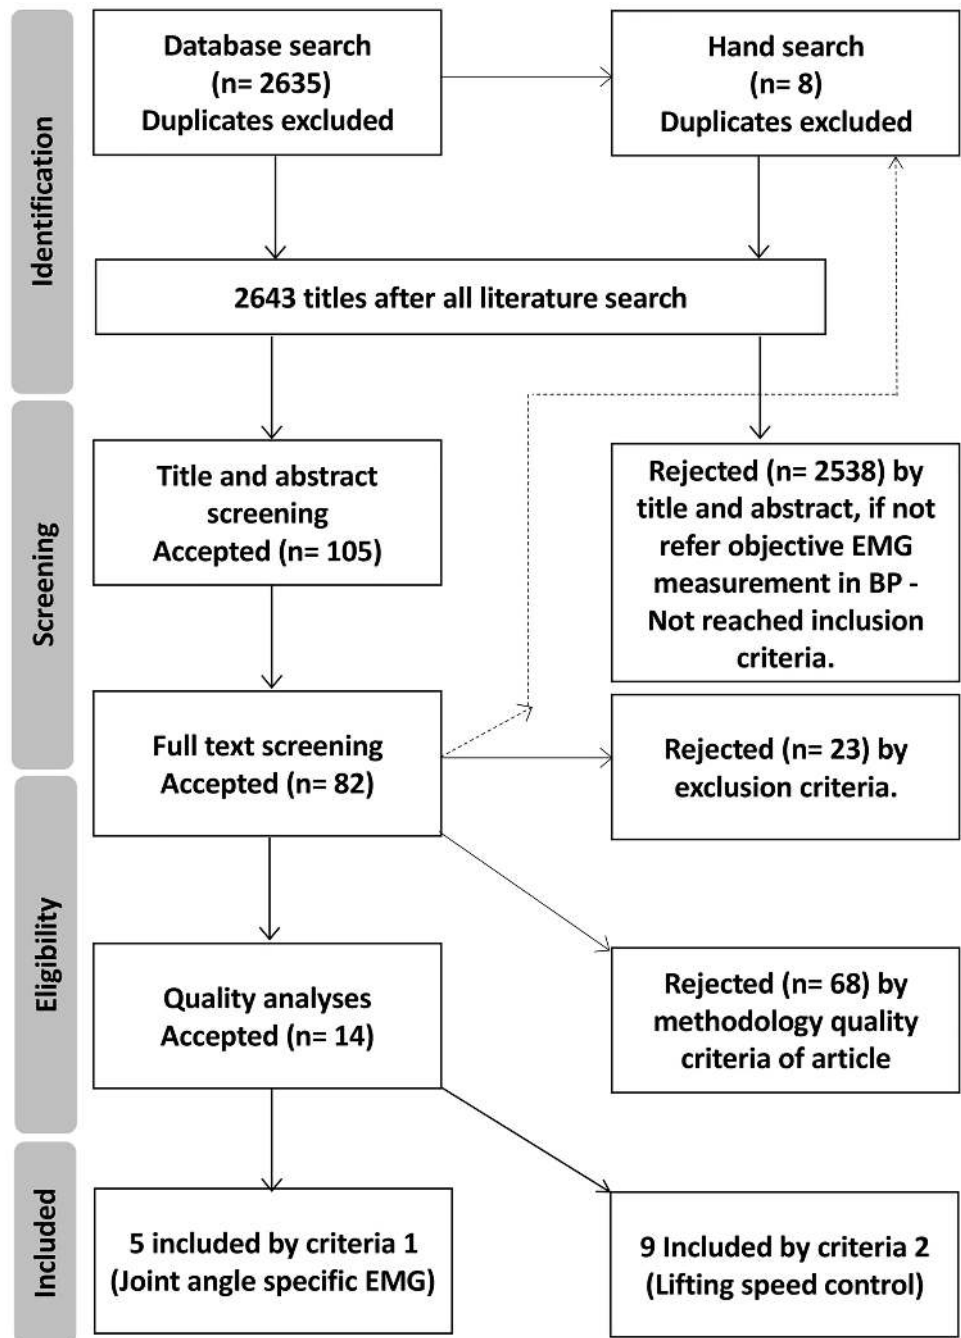 Identification
Database search
(n= 2635)
Duplicates excluded
Hand search
(n= 8)
Duplicates excluded
2643 titles after all literature search
Screening
Title and abstract
screening
Accepted (n= 105)
Rejected (n= 2538) by
title and abstract, if not
refer objective EMG
measurement in BP -
Not reached inclusion
criteria.
Full text screening
Accepted (n= 82)
Rejected (n= 23) by
exclusion criteria.
Eligibility
Quality analyses
Accepted (n= 14)
Rejected (n= 68) by
methodology quality
criteria of article
Included
5 included by criteria 1
(Joint angle specific EMG)
9 Included by criteria 2
(Lifting speed control)